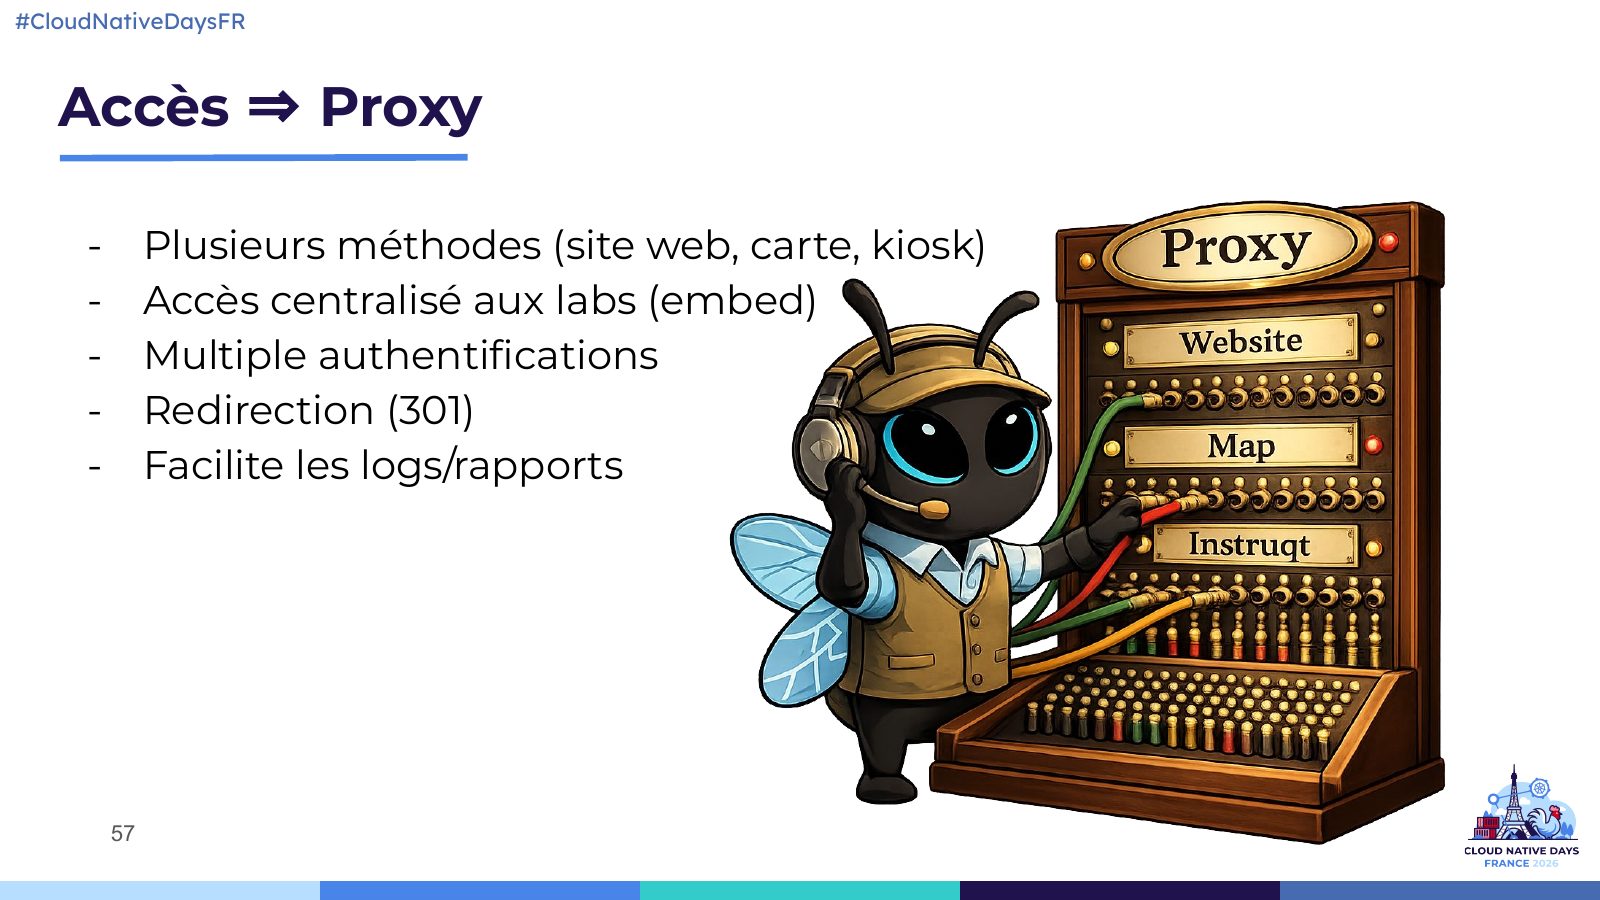 #CloudNativeDaysFR
Accès ⇒ Proxy
- Plusieurs méthodes (site web, carte, kiosk)
- Accès centralisé aux labs (embed)
- Multiple authentifications
- Redirection (301)
- Facilite les logs/rapports
Proxy
Website
Map
Instruqt
57
CLOUD NATIVE DAYS
FRANCE 2026